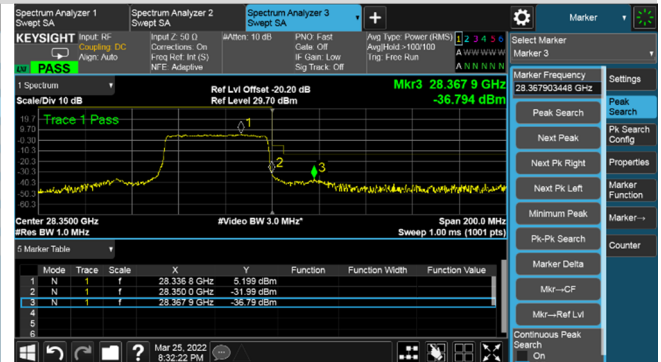 Spectrum Analyzer 1
Swept SA
Spectrum Analyzer 2
Swept SA
Spectrum Analyzer 3
Swept SA
Marker
KEYSIGHT
Input: RF
Coupling: DC
Align: Auto
Input Z: 50 Ω
Corrections: On
Freq Ref: Int (S)
NFE: Adaptive
#Atten: 10 dB
PNO: Fast
Gate: Off
IF Gain: Low
Sig Track: Off
Avg Type: Power (RMS)
Avg|Hold >100/100
Trig: Free Run
1 2 3 4 5 6
A W W W W W
A N N N N N
PASS
Select Marker
Marker 3
1 Spectrum
Scale/Div 10 dB
Ref Lvl Offset -20.20 dB
Ref Level 29.70 dBm
Mkr3 28.367 9 GHz
-36.794 dBm
Trace 1 Pass
19.7
9.70
-0.300
-10.3
-20.3
-30.3
-40.3
-50.3
-60.3
1
2
3
Center 28.3500 GHz
#Res BW 1.0 MHz
#Video BW 3.0 MHz*
Span 200.0 MHz
Sweep 1.00 ms (1001 pts)
5 Marker Table
Mode Trace Scale X Y Function Function Width Function Value
1 N 1 f 28.336 8 GHz 5.199 dBm
2 N 1 f 28.350 0 GHz -31.99 dBm
3 N 1 f 28.367 9 GHz -36.79 dBm
4
5
6
Marker Frequency
28.367903448 GHz
Peak Search
Next Peak
Next Pk Right
Next Pk Left
Minimum Peak
Pk-Pk Search
Marker Delta
Mkr→CF
Mkr→Ref Lvl
Continuous Peak
Search
On
Settings
Peak
Search
Pk Search
Config
Properties
Marker
Function
Marker→
Counter
Mar 25, 2022
8:32:22 PM